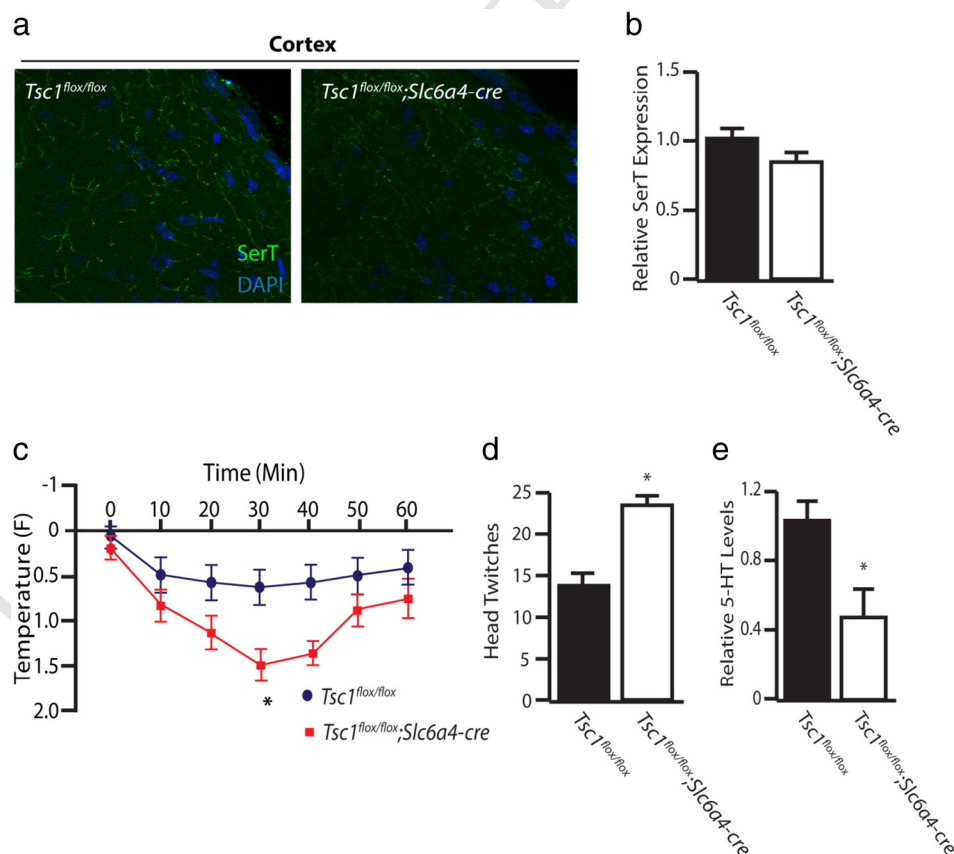 a
Cortex
Tsc1flox/flox
Tsc1flox/flox;Slc6a4-cre
SerT
DAPI
b
Relative SerT Expression
1.5
1.0
0.5
0
Tsc1flox/flox
Tsc1flox/flox;Slc6a4-cre
c
Time (Min)
Temperature (F)
-1
0
0.5
1.0
1.5
2.0
0 10 20 30 40 50 60
*
Tsc1flox/flox
Tsc1flox/flox;Slc6a4-cre
d
Head Twitches
25
20
15
10
5
0
*
Tsc1flox/flox
Tsc1flox/flox;Slc6a4-cre
e
Relative 5-HT Levels
1.2
0.8
0.4
0
*
Tsc1flox/flox
Tsc1flox/flox;Slc6a4-cre